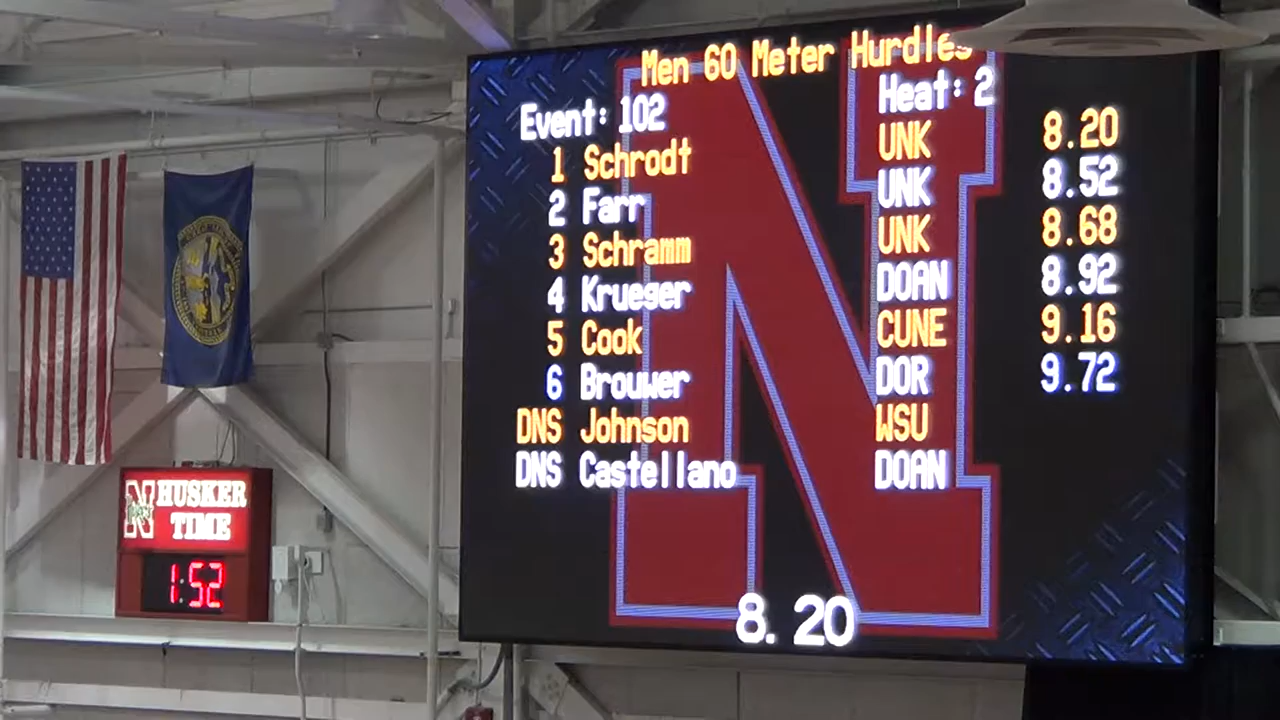 Men 60 Meter Hurdles
Event: 102 Heat: 2
1 Schrodt UNK 8.20
2 Farr UNK 8.52
3 Schramm UNK 8.68
4 Krueger DOAN 8.92
5 Cook CUNE 9.16
6 Brouwer DOR 9.72
DNS Johnson WSU
DNS Castellano DOAN
8.20
N HUSKER
TIME
1:52